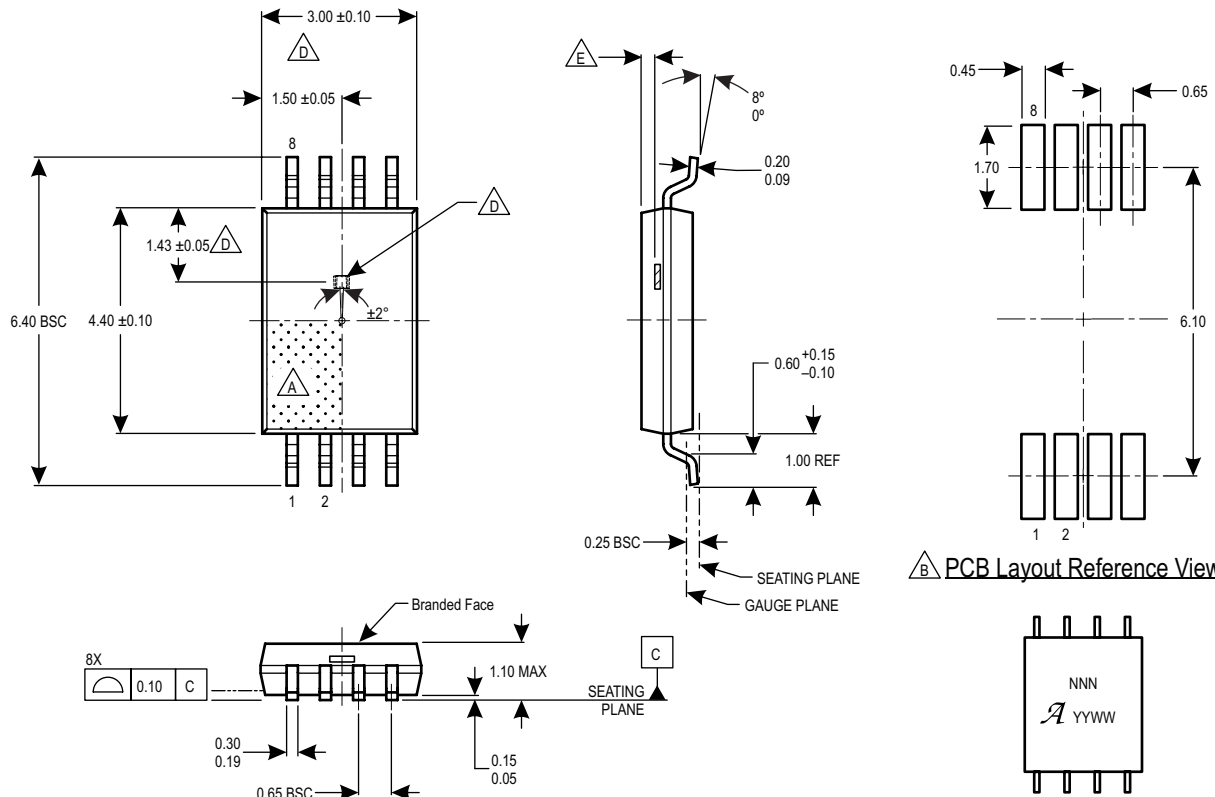 3.00 ±0.10
D
1.50 ±0.05
8
1.43 ±0.05
D
D
±2°
6.40 BSC
4.40 ±0.10
A
1
2
E
8º
0º
0.20
0.09
0.60 +0.15
–0.10
1.00 REF
0.25 BSC
SEATING PLANE
GAUGE PLANE
0.45
8
0.65
1.70
6.10
1
2
B PCB Layout Reference View
Branded Face
8X
0.10
C
1.10 MAX
C
SEATING
PLANE
0.30
0.19
0.15
0.05
0.65 BSC
NNN
A YYWW